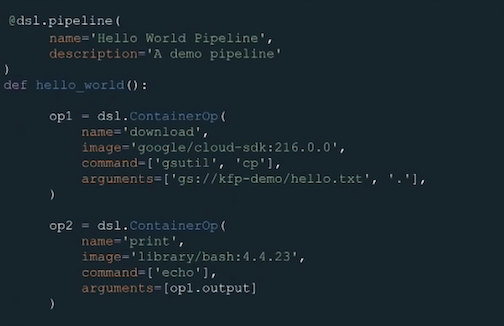 @dsl.pipeline(
name='Hello World Pipeline',
description='A demo pipeline'
)
def hello_world():
op1 = dsl.ContainerOp(
name='download',
image='google/cloud-sdk:216.0.0',
command=['gsutil', 'cp'],
arguments=['gs://kfp-demo/hello.txt', '.'],
)
op2 = dsl.ContainerOp(
name='print',
image='library/bash:4.4.23',
command=['echo'],
arguments=[op1.output]
)